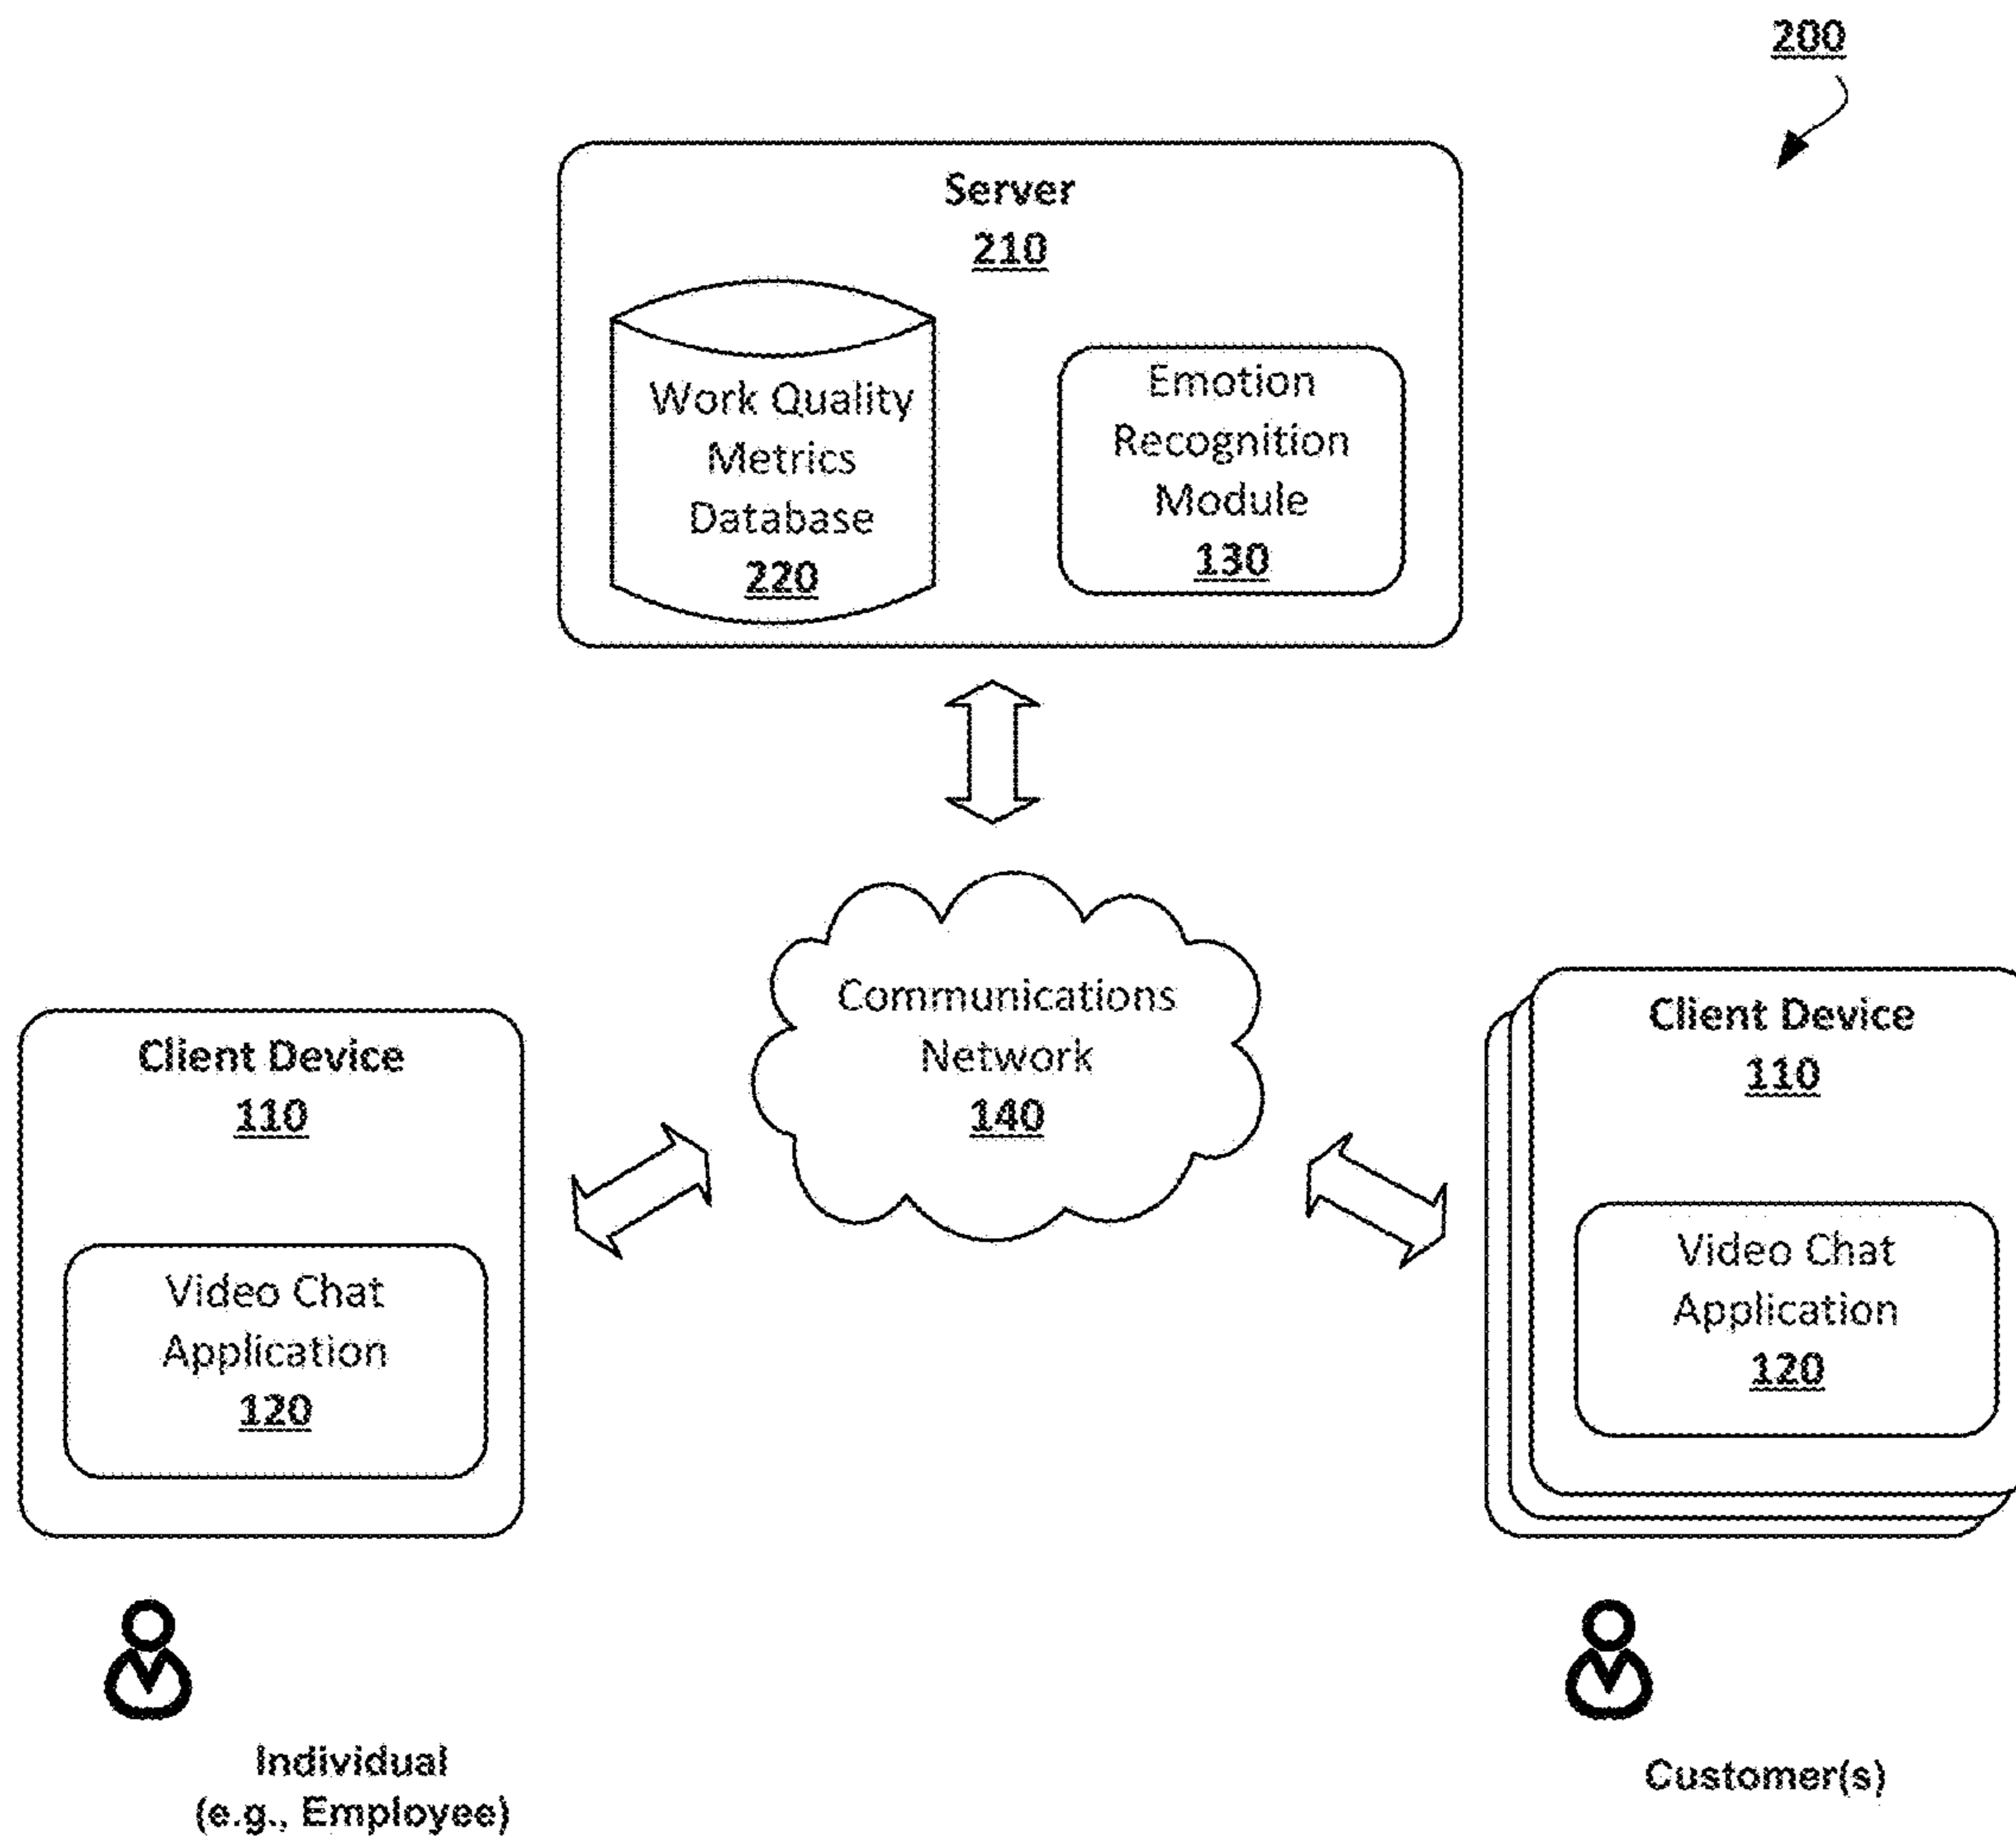 200
Server
210
Work Quality
Metrics
Database
220
Emotion
Recognition
Module
130
Communications
Network
140
Client Device
110
Video Chat
Application
120
Client Device
110
Video Chat
Application
120
Individual
(e.g., Employee)
Customer(s)